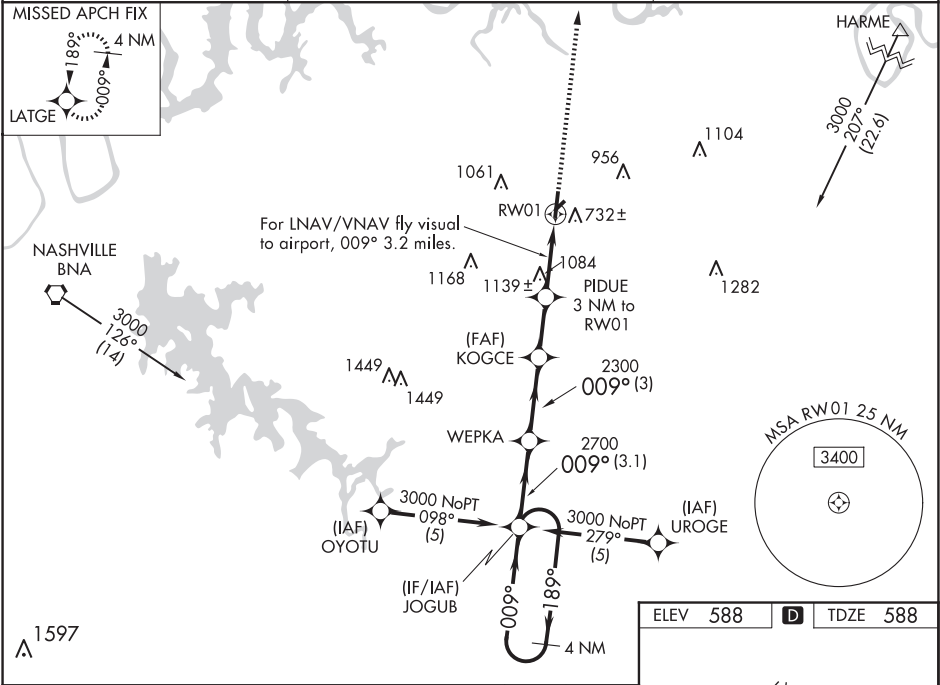 MISSED APCH FIX
4 NM
189°
009°
LATGE
HARME
3000
207°
(22.6)
1104
956
1061
RW01
732±
For LNAV/VNAV fly visual
to airport, 009° 3.2 miles.
NASHVILLE
BNA
1168
1084
1139±
1282
PIDUE
3 NM to
RW01
3000
126°
(14)
(FAF)
KOGCE
1449
1449
2300
009° (3)
MSA RW01 25 NM
3400
WEPKA
2700
009° (3.1)
3000 NoPT
098°
(5)
(IAF)
OYOTU
3000 NoPT
279°
(5)
(IAF)
UROGE
(IF/IAF)
JOGUB
009°
189°
4 NM
1597
ELEV 588 D TDZE 588